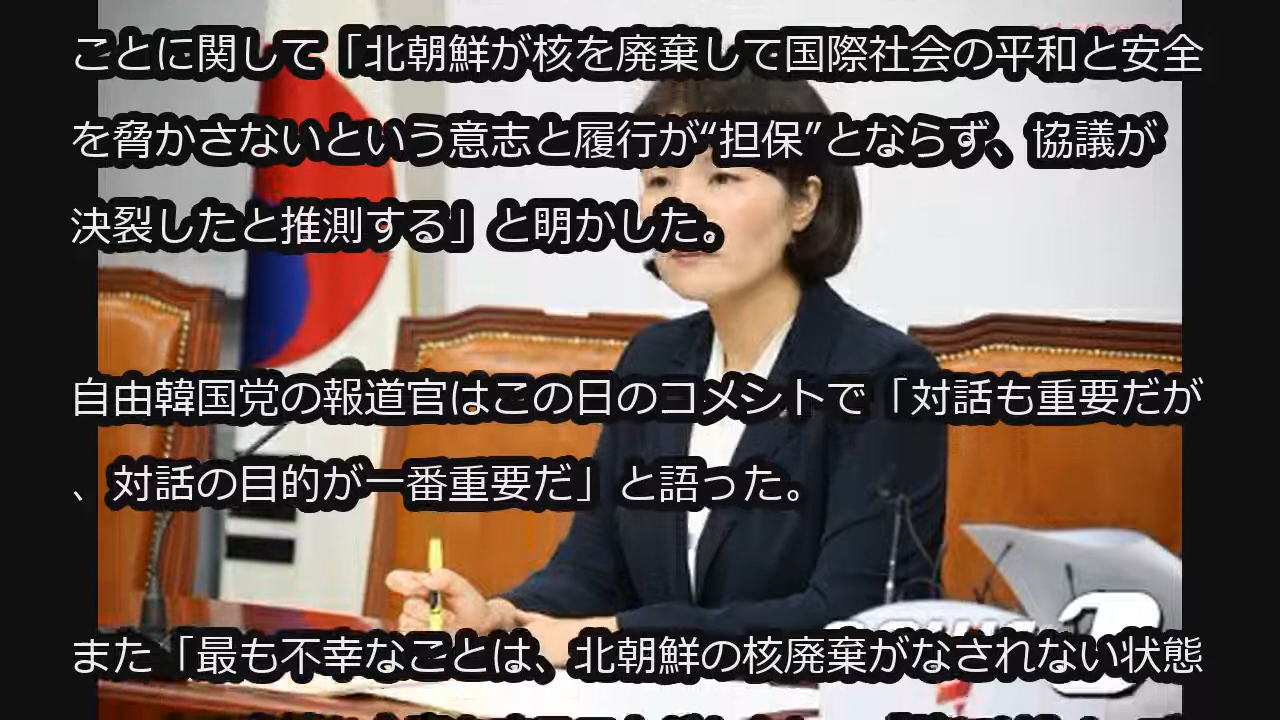 ことに関して「北朝鮮が核を廃棄して国際社会の平和と安全
を脅かさないという意志と履行が“担保”とならず、協議が
決裂したと推測する」と明かした。
自由韓国党の報道官はこの日のコメントで「対話も重要だが
、対話の目的が一番重要だ」と語った。
また「最も不幸なことは、北朝鮮の核廃棄がなされない状態